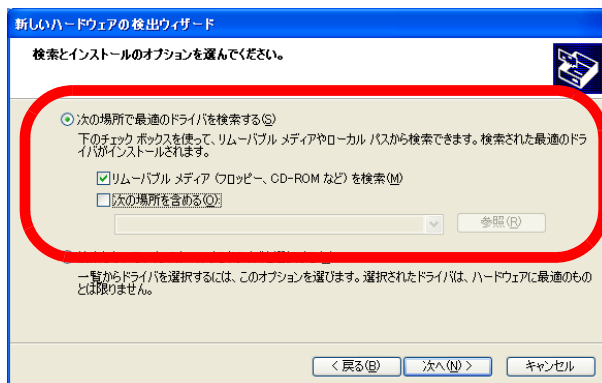 新しいハードウェアの検出ウィザード
検索とインストールのオプションを選んでください。
次の場所で最適のドライバを検索する(S)
下のチェック ボックスを使って、リムーバブル メディアやローカル パスから検索できます。検索された最適のドラ
イバがインストールされます。
リムーバブル メディア (フロッピー、CD-ROM など) を検索(M)
次の場所を含める(O):
参照(R)
一覧からドライバを選択するには、このオプションを選びます。選択されたドライバは、ハードウェアに最適のもの
とは限りません。
< 戻る(B)
次へ(N) >
キャンセル